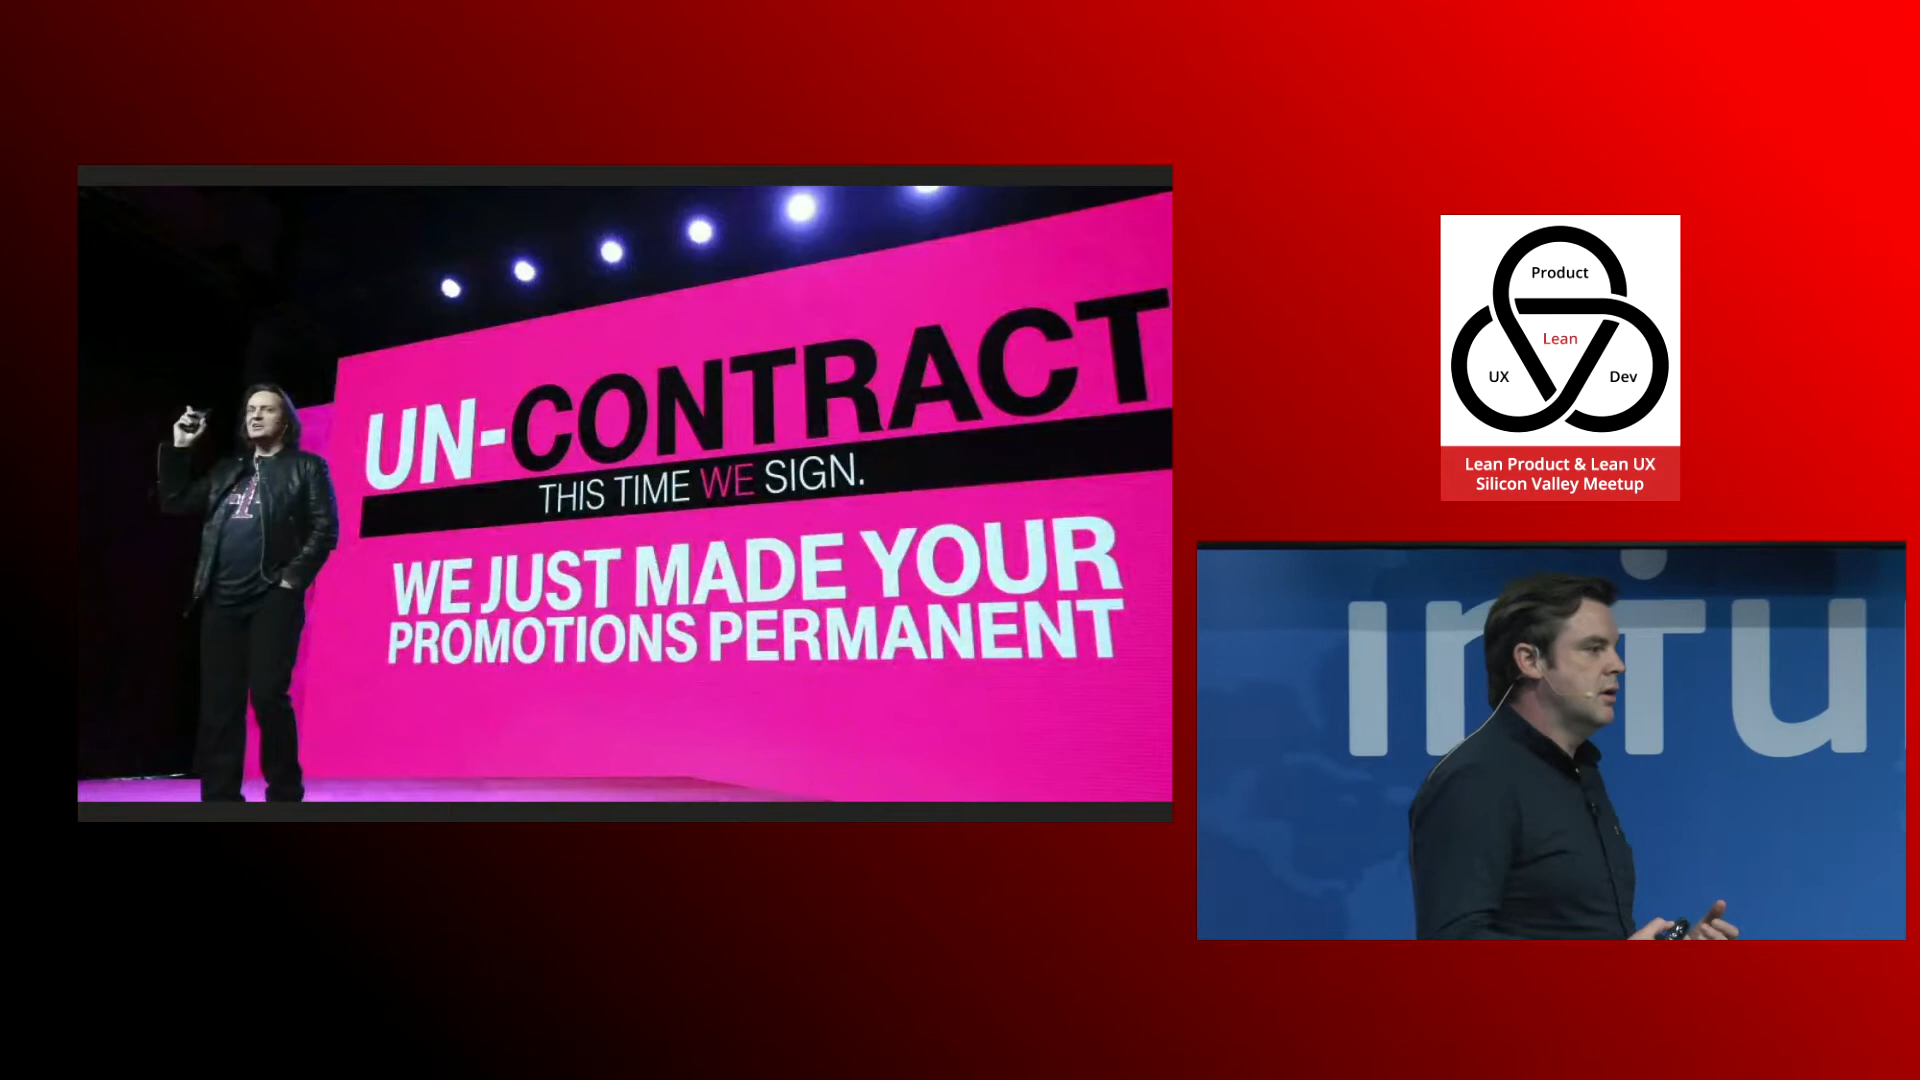 UN-CONTRACT
THIS TIME WE SIGN.
WE JUST MADE YOUR
PROMOTIONS PERMANENT
Product
Lean
UX
Dev
Lean Product & Lean UX
Silicon Valley Meetup